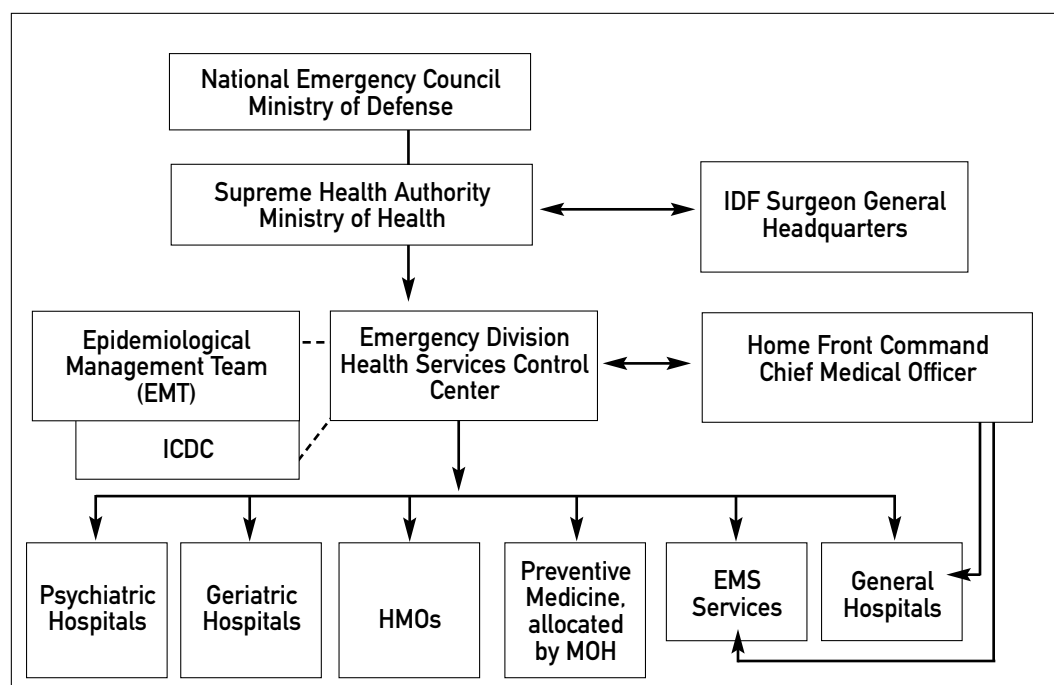 National Emergency Council
Ministry of Defense
Supreme Health Authority
Ministry of Health
IDF Surgeon General
Headquarters
Epidemiological
Management Team
(EMT)
ICDC
Emergency Division
Health Services Control
Center
Home Front Command
Chief Medical Officer
Psychiatric
Hospitals
Geriatric
Hospitals
HMOs
Preventive
Medicine,
allocated
by MOH
EMS
Services
General
Hospitals